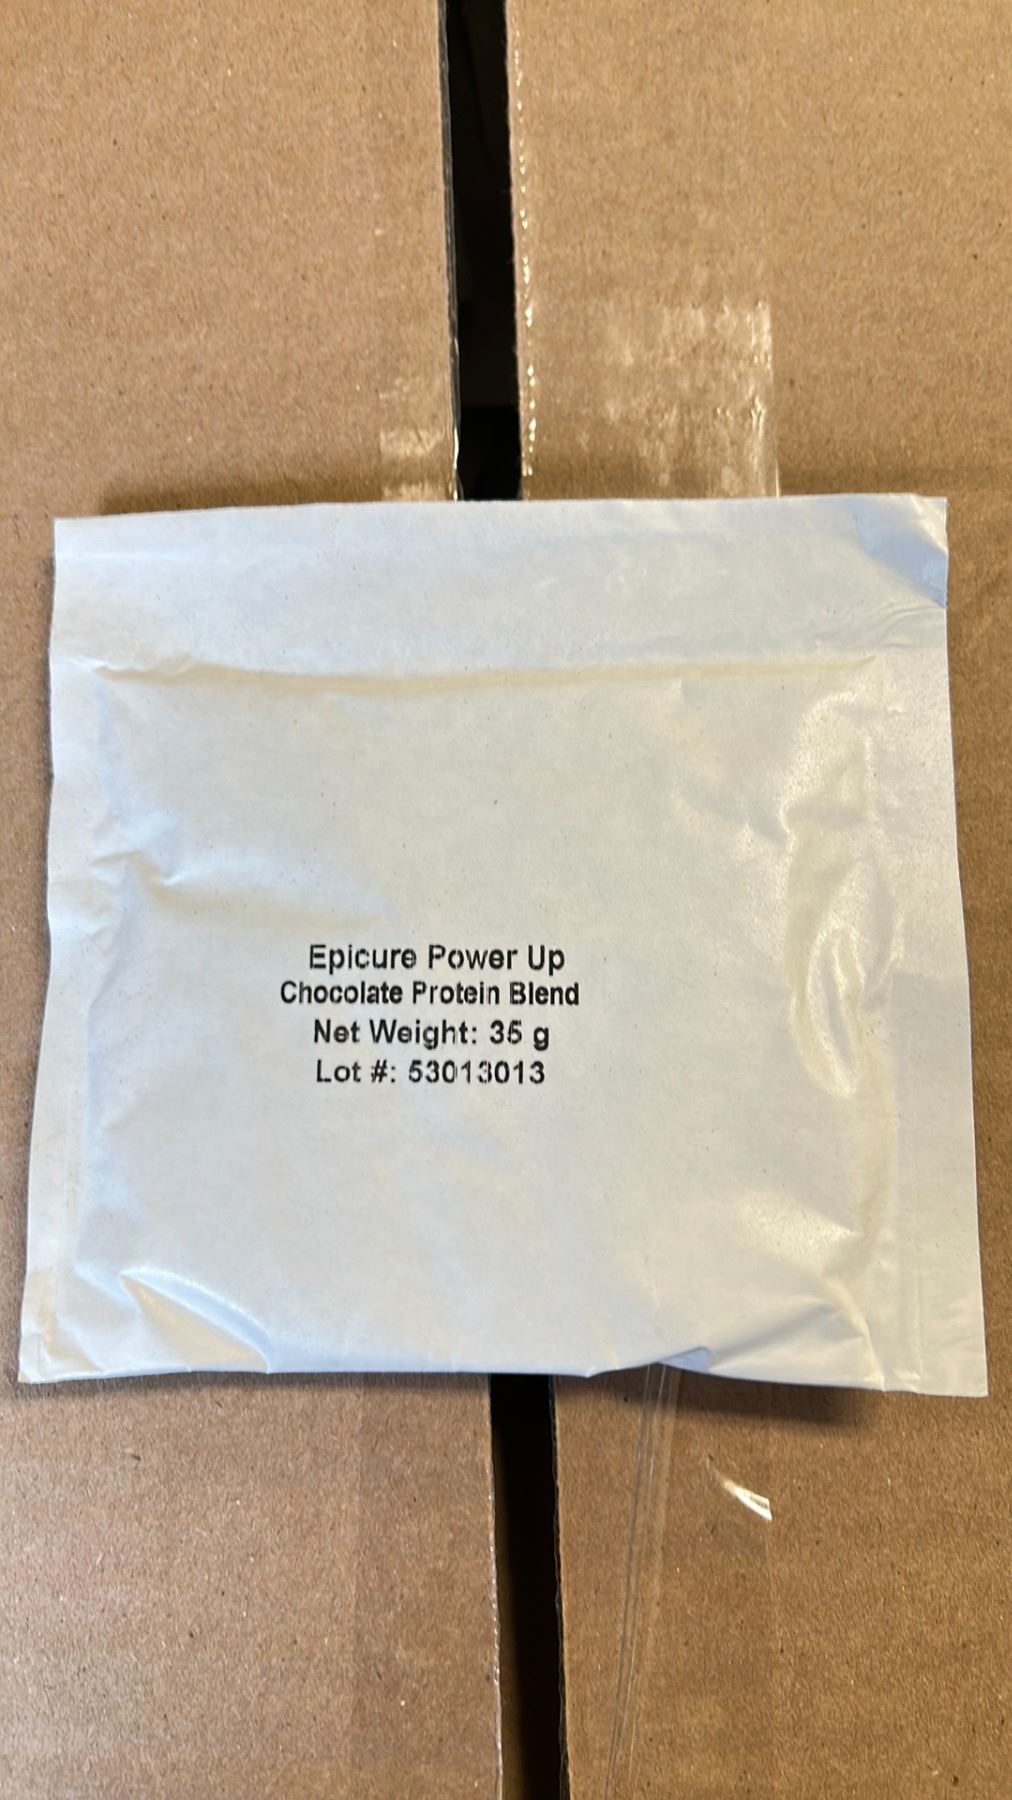 Epicure Power Up
Chocolate Protein Blend
Net Weight: 35 g
Lot #: 53013013